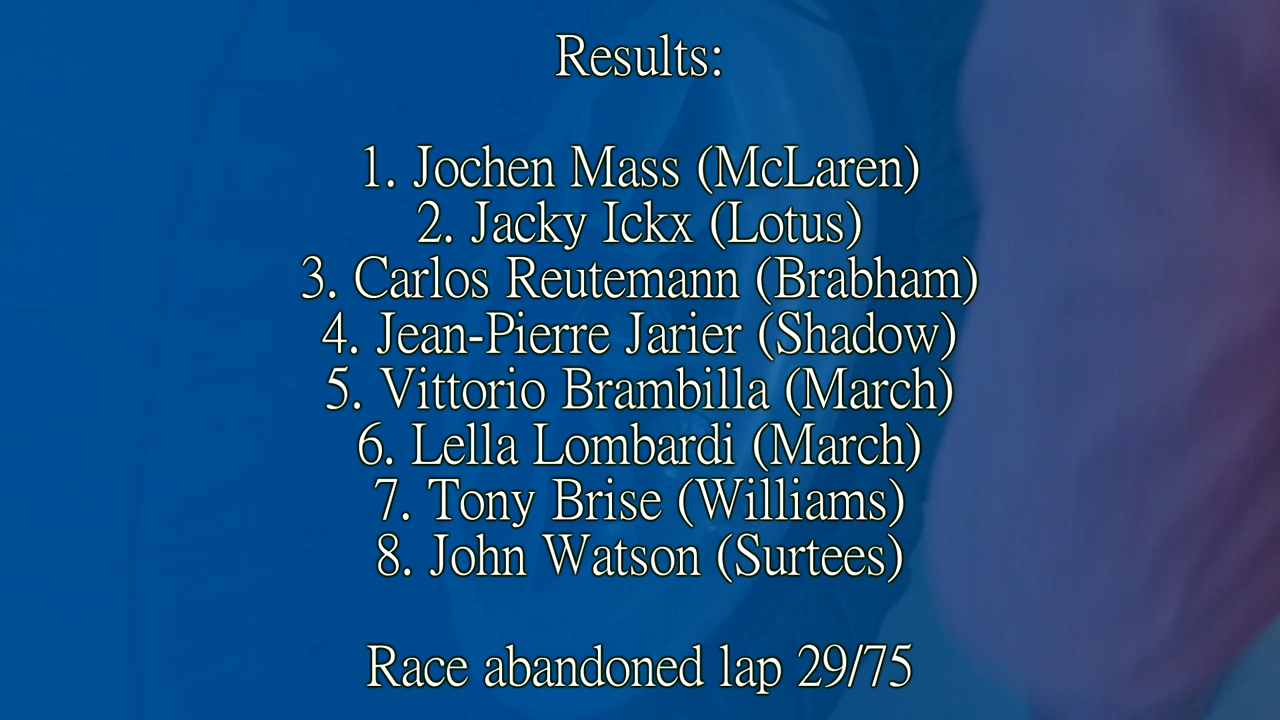 Results:
1. Jochen Mass (McLaren)
2. Jacky Ickx (Lotus)
3. Carlos Reutemann (Brabham)
4. Jean-Pierre Jarier (Shadow)
5. Vittorio Brambilla (March)
6. Lella Lombardi (March)
7. Tony Brise (Williams)
8. John Watson (Surtees)
Race abandoned lap 29/75